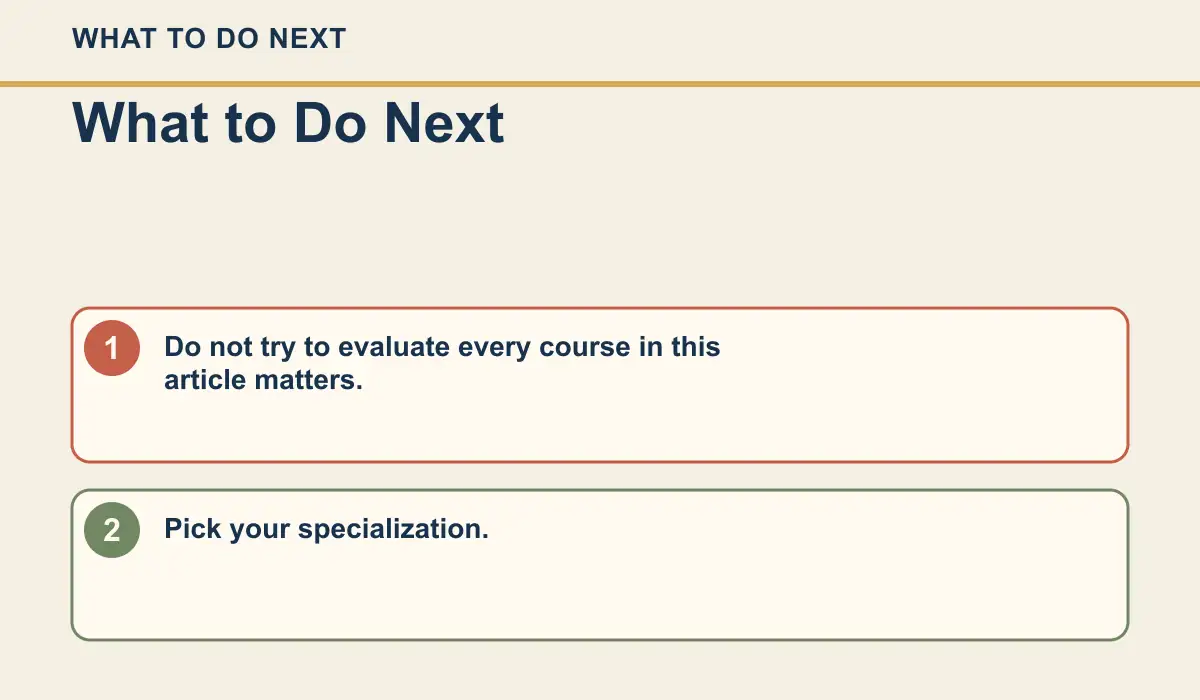 WHAT TO DO NEXT
What to Do Next
1
Do not try to evaluate every course in this
article matters.
2
Pick your specialization.